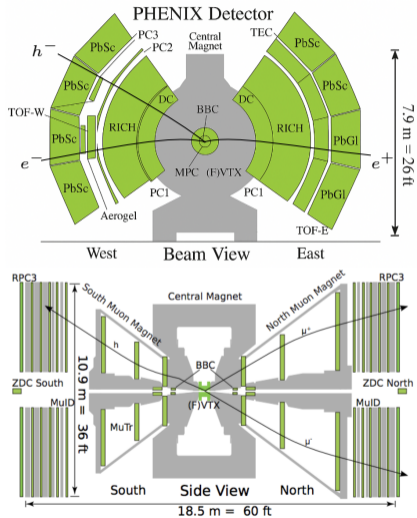 PHENIX Detector
PC3
PC2
Central
Magnet
TEC
PbSc
PbSc
h−
PbSc
PbSc
DC
BBC
DC
TOF-W
RICH
RICH
PbSc
PbGl
e−
e+
MPC
(F)VTX
PbSc
PbGl
Aerogel
PC1
PC1
TOF-E
West
Beam View
East
7.9 m = 26 ft
RPC3
RPC3
South Muon Magnet
Central Magnet
North Muon Magnet
μ+
h
BBC
ZDC South
ZDC North
MuID
MuID
(F)VTX
MuTr
μ-
10.9 m = 36 ft
South
Side View
North
18.5 m = 60 ft